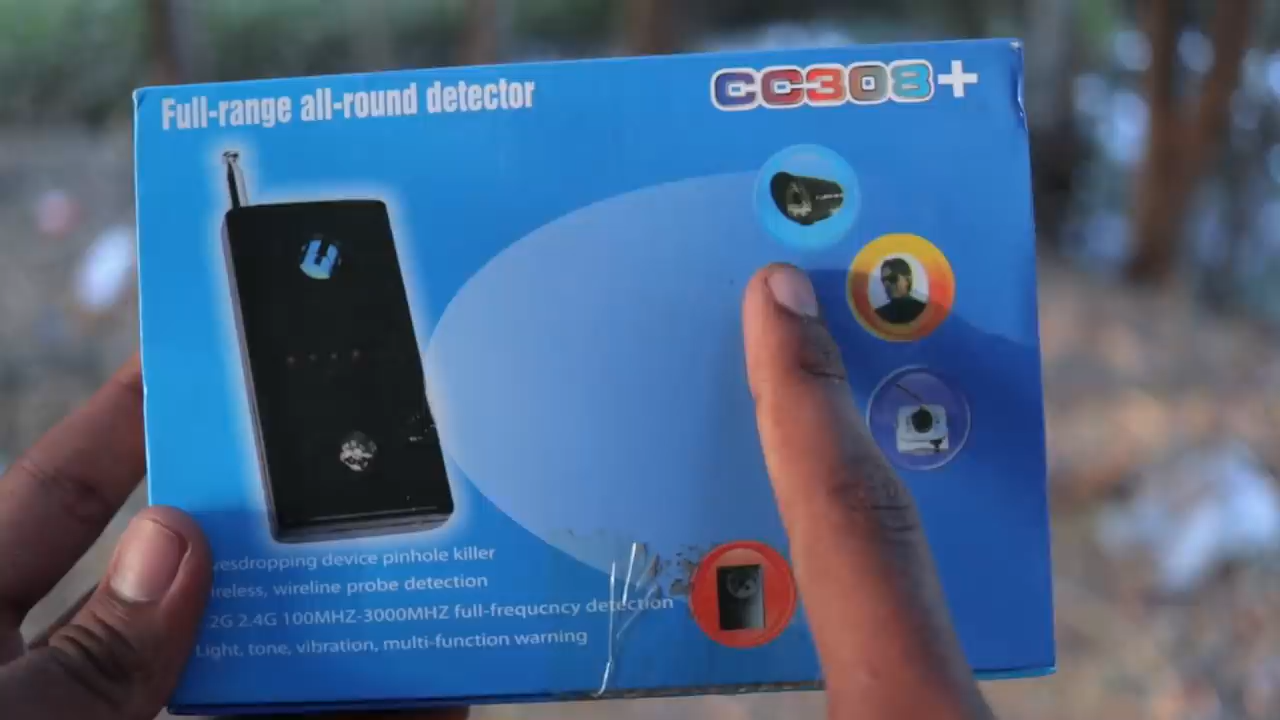 Full-range all-round detector
CC308+
vesdropping device pinhole killer
ireless, wireline probe detection
2G 2.4G 100MHZ-3000MHZ full-frequcncy detection
Light, tone, vibration, multi-function warning